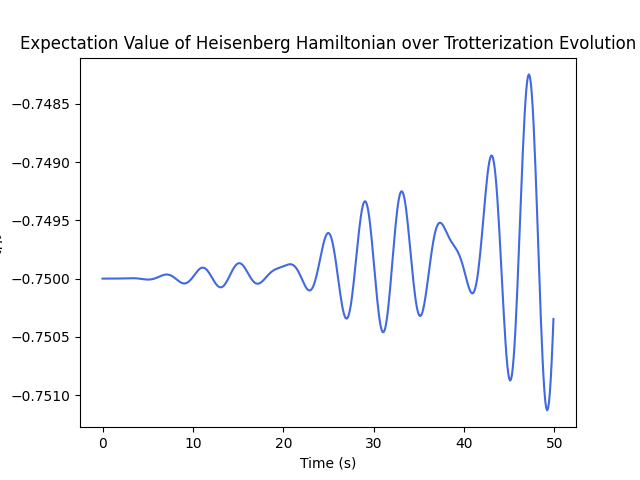 Expectation Value of Heisenberg Hamiltonian over Trotterization Evolution
−0.7485
−0.7490
−0.7495
−0.7500
−0.7505
−0.7510
0 10 20 30 40 50
Time (s)